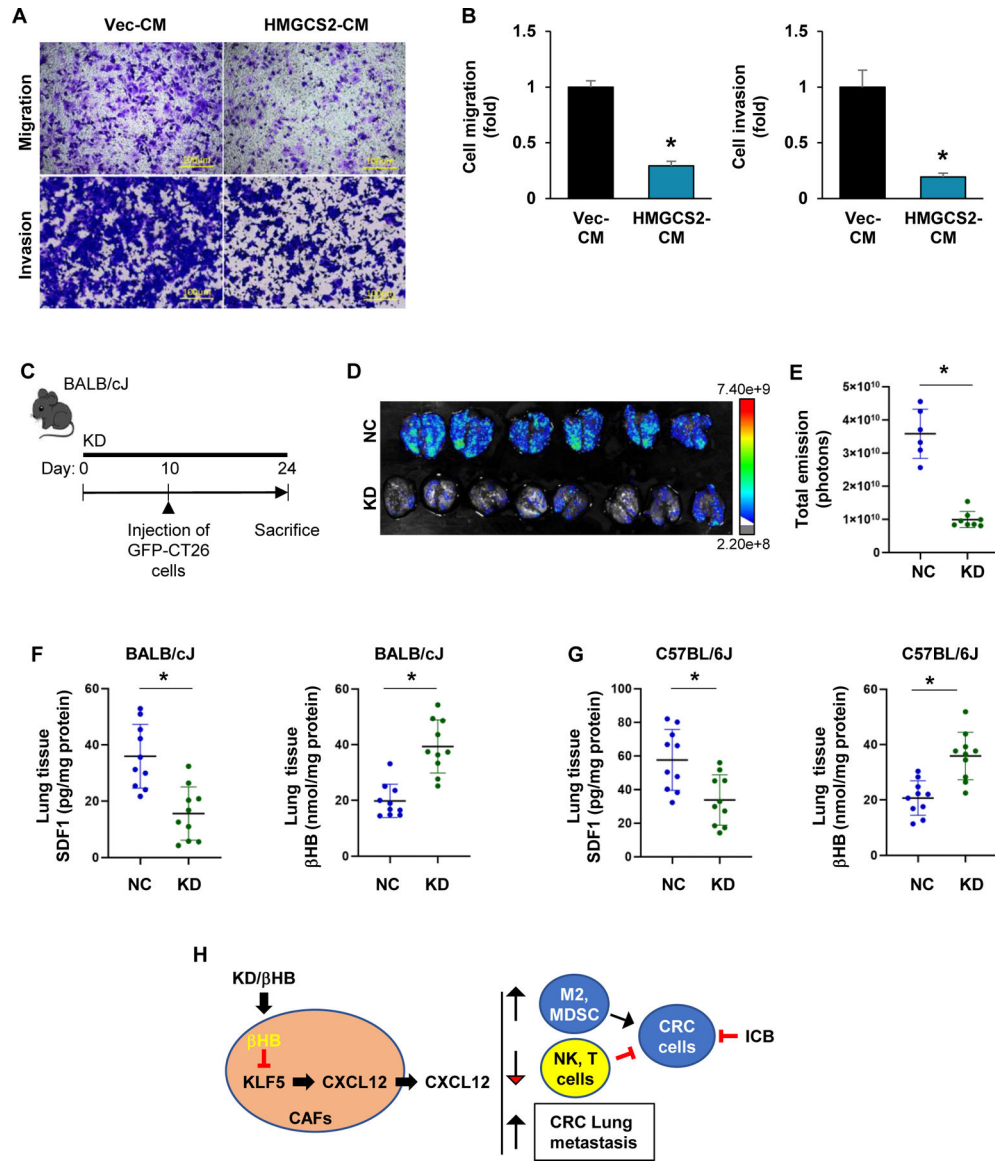 A
Vec-CM
HMGCS2-CM
Migration
100μm
100μm
Invasion
100μm
100μm
B
Cell migration
(fold)
1
0.5
0
*
Vec-
CM
HMGCS2-
CM
Cell invasion
(fold)
1
0.5
0
*
Vec-
CM
HMGCS2-
CM
C
BALB/cJ
KD
Day: 0 10 24
Injection of
GFP-CT26
cells
Sacrifice
D
NC
KD
7.40e+9
2.20e+8
E
Total emission
(photons)
5×10¹⁰
4×10¹⁰
3×10¹⁰
2×10¹⁰
1×10¹⁰
0
*
NC KD
F
BALB/cJ
Lung tissue
SDF1 (pg/mg protein)
60
40
20
0
*
NC KD
BALB/cJ
Lung tissue
βHB (nmol/mg protein)
60
40
20
0
*
NC KD
G
C57BL/6J
Lung tissue
SDF1 (pg/mg protein)
100
80
60
40
20
0
*
NC KD
C57BL/6J
Lung tissue
βHB (nmol/mg protein)
60
40
20
0
*
NC KD
H
KD/βHB
βHB
KLF5 CXCL12 CXCL12
CAFs
M2,
MDSC
NK, T
cells
CRC
cells
ICB
CRC Lung
metastasis